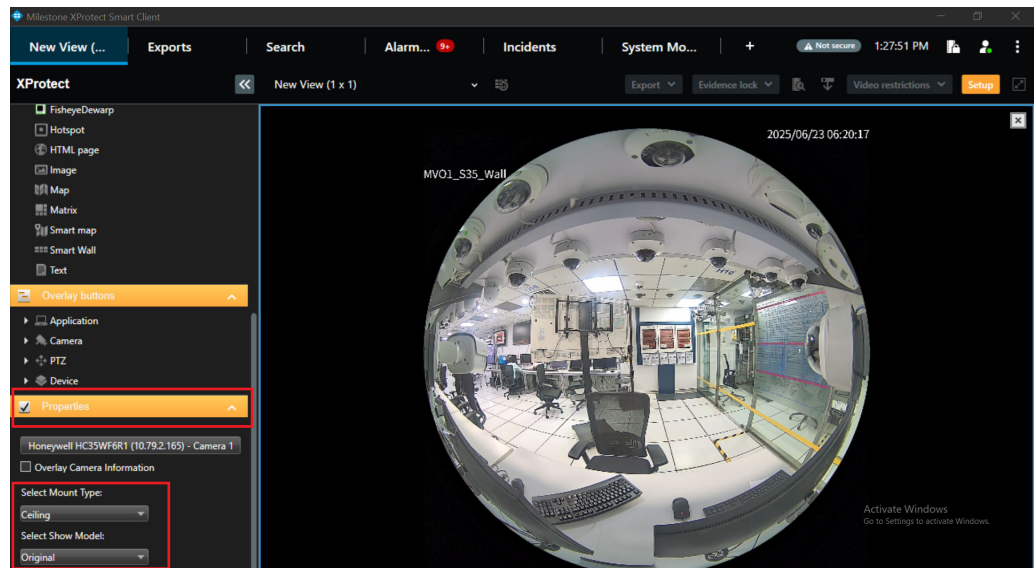 Milestone XProtect Smart Client
New View (... Exports Search Alarm... 9+ Incidents System Mo... + Not secure 1:27:51 PM
XProtect New View (1 x 1) Export Evidence lock Video restrictions Setup
FisheyeDewarp
Hotspot
HTML page
Image
Map
Matrix
Smart map
Smart Wall
Text
Overlay buttons
Application
Camera
PTZ
Device
Properties
Honeywell HC35WF6R1 (10.79.2.165) - Camera 1
Overlay Camera Information
Select Mount Type:
Ceiling
Select Show Model:
Original
2025/06/23 06:20:17
MVO1_S35_Wall
Activate Windows
Go to Settings to activate Windows.